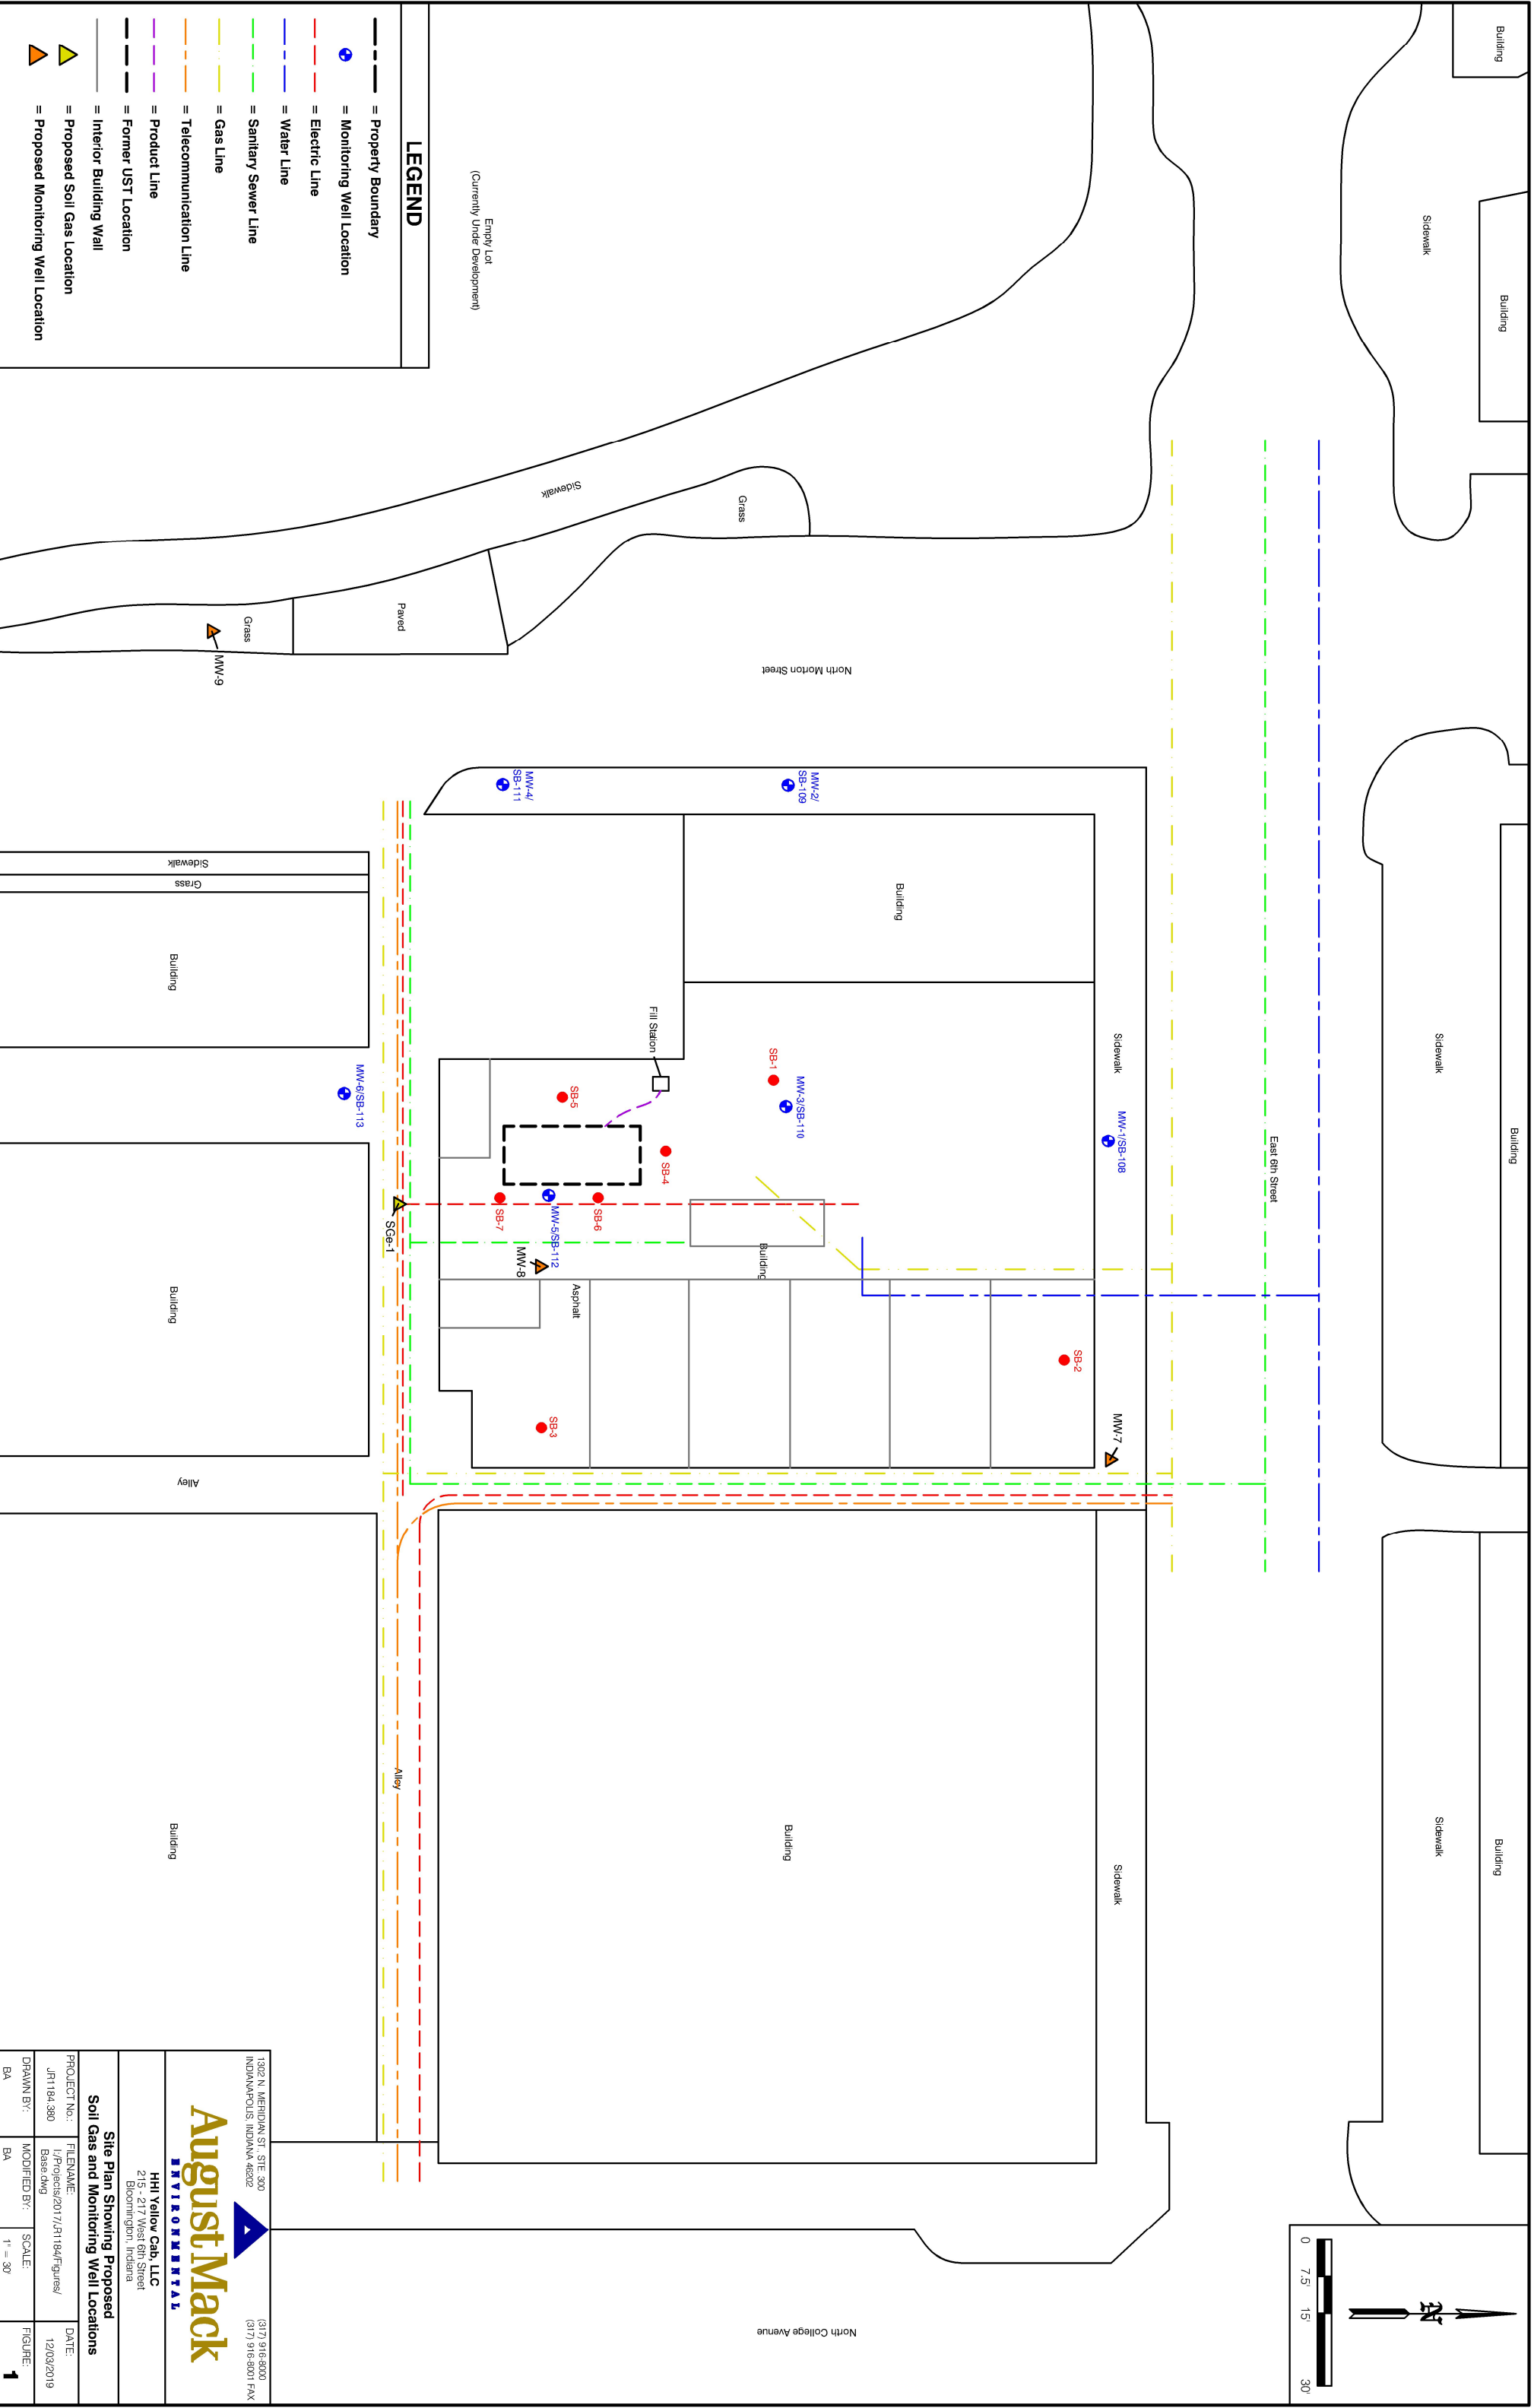 Building
Sidewalk
Building
Sidewalk
Building
Sidewalk
Building
0 7.5' 15' 30'
N
East 6th Street
Sidewalk
MW-1/SB-108
MW-7
Sidewalk
SB-2
Building
North Morton Street
MW-2/
SB-109
SB-1
MW-3/SB-110
Building
Building
North College Avenue
Grass
Sidewalk
Fill Station
SB-4
SB-5
SB-6
MW-5/SB-112
SB-7
MW-8
Asphalt
SB-3
MW-4/
SB-111
Empty Lot
(Currently Under Development)
Paved
SGe-1
Alley
MW-6/SB-113
Grass
MW-9
Sidewalk
Grass
Building
Building
Alley
Building
LEGEND
= Property Boundary
= Monitoring Well Location
= Electric Line
= Water Line
= Sanitary Sewer Line
= Gas Line
= Telecommunication Line
= Product Line
= Former UST Location
= Interior Building Wall
= Proposed Soil Gas Location
= Proposed Monitoring Well Location
1302 N. MERIDIAN ST., STE. 300
INDIANAPOLIS, INDIANA 46202
(317) 916-8000
(317) 916-8001 FAX
August Mack
ENVIRONMENTAL
HHI Yellow Cab, LLC
215 - 217 West 6th Street
Bloomington, Indiana
Site Plan Showing Proposed
Soil Gas and Monitoring Well Locations
PROJECT No.:
JR1184.380
FILENAME:
I:/Projects/2017/JR1184/Figures/
Base.dwg
DATE:
12/03/2019
DRAWN BY:
BA
MODIFIED BY:
BA
SCALE:
1" = 30'
FIGURE:
1